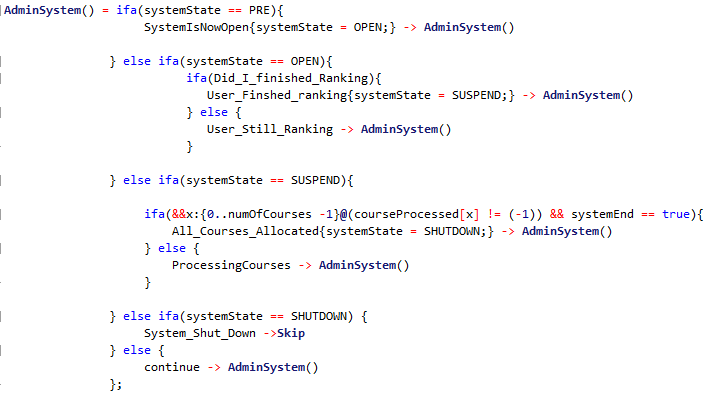 AdminSystem() = ifa(systemState == PRE){
SystemIsNowOpen{systemState = OPEN;} -> AdminSystem()
} else ifa(systemState == OPEN){
ifa(Did_I_finished_Ranking){
User_Finshed_ranking{systemState = SUSPEND;} -> AdminSystem()
} else {
User_Still_Ranking -> AdminSystem()
}
} else ifa(systemState == SUSPEND){
ifa(&&x:{0..numOfCourses -1}@(courseProcessed[x] != (-1)) && systemEnd == true){
All_Courses_Allocated{systemState = SHUTDOWN;} -> AdminSystem()
} else {
ProcessingCourses -> AdminSystem()
}
} else ifa(systemState == SHUTDOWN) {
System_Shut_Down ->Skip
} else {
continue -> AdminSystem()
};